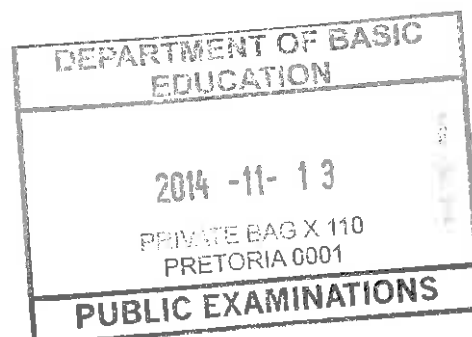 DEPARTMENT OF BASIC
EDUCATION
2014 -11- 13
PRIVATE BAG X 110
PRETORIA 0001
PUBLIC EXAMINATIONS